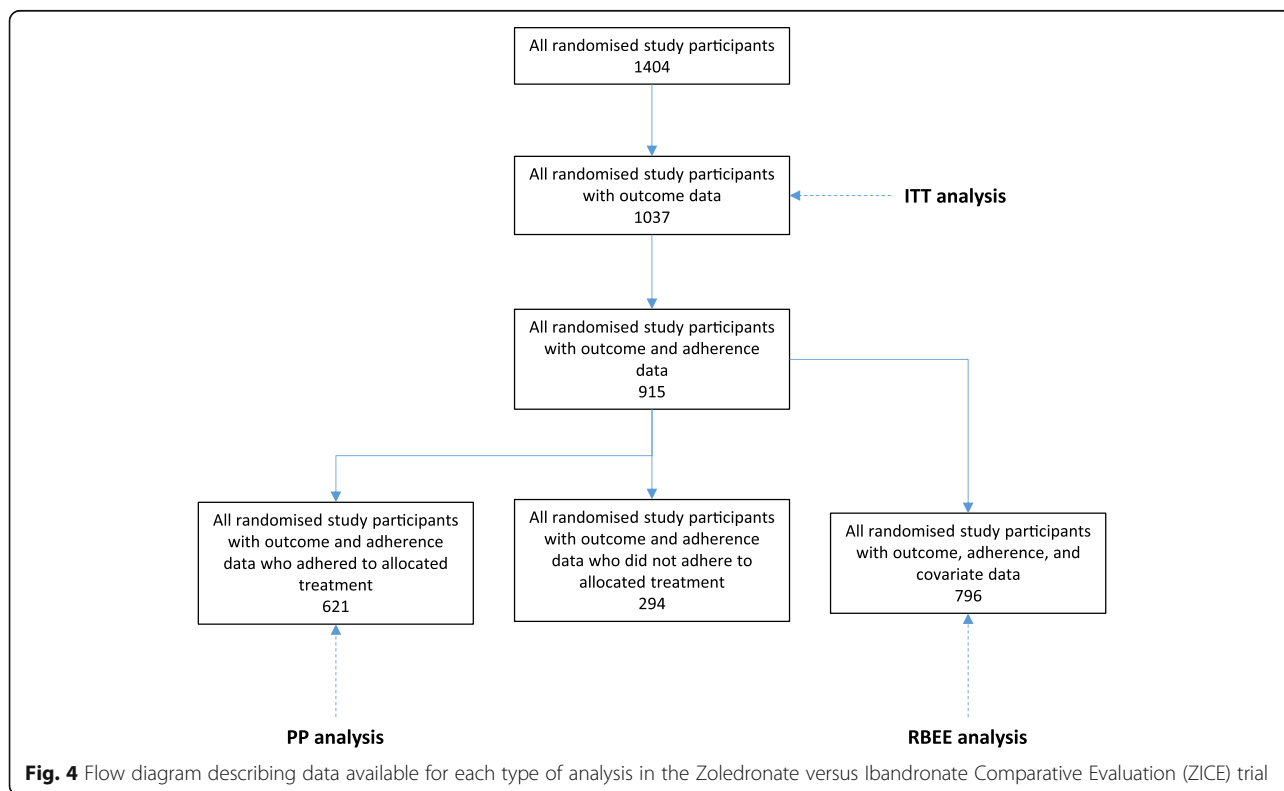 All randomised study participants
1404
All randomised study participants
with outcome data
1037
ITT analysis
All randomised study participants
with outcome and adherence
data
915
All randomised study participants
with outcome and adherence
data who adhered to allocated
treatment
621
All randomised study participants
with outcome and adherence
data who did not adhere to
allocated treatment
294
All randomised study participants
with outcome, adherence, and
covariate data
796
PP analysis
RBEE analysis
Fig. 4 Flow diagram describing data available for each type of analysis in the Zoledronate versus Ibandronate Comparative Evaluation (ZICE) trial